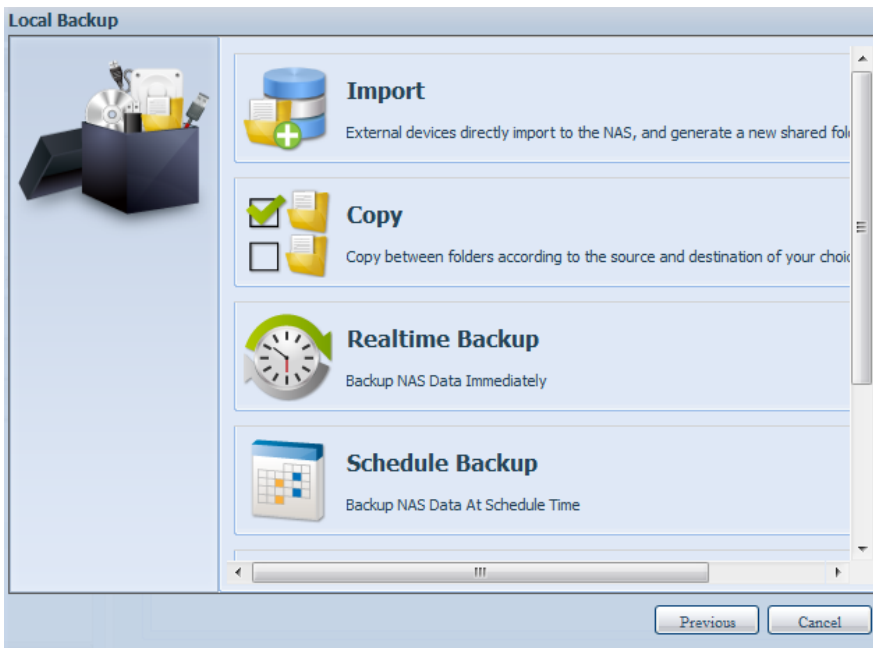 Local Backup
Import
External devices directly import to the NAS, and generate a new shared
Copy
Copy between folders according to the source and destination of your
Realtime Backup
Backup NAS Data Immediately
Schedule Backup
Backup NAS Data At Schedule Time
Previous
Cancel